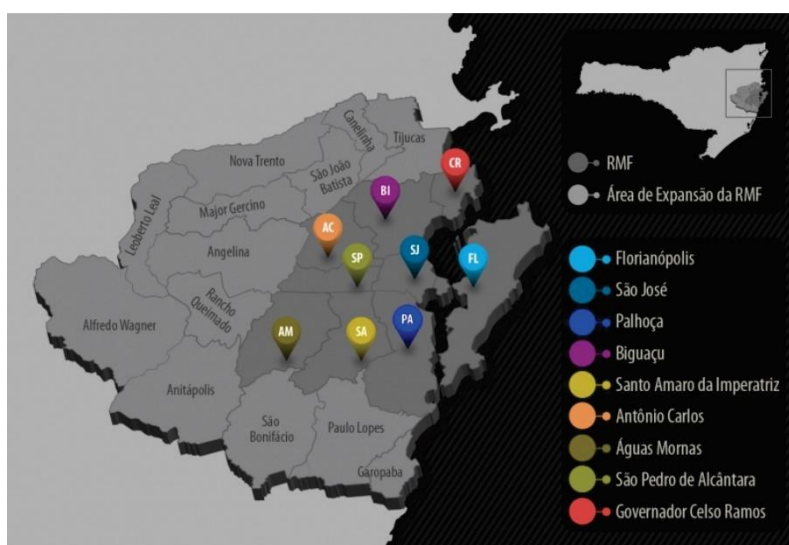 Canelinha
Tijucas
Nova Trento
São João
Batista
CR
BI
Leoberto Leal
Major Gercino
AC
Angelina
SP
SJ
FL
Rancho
Queimado
Alfredo Wagner
AM
SA
PA
Anitápolis
São
Bonifácio
Paulo Lopes
Garopaba
RMF
Área de Expansão da RMF
Florianópolis
São José
Palhoça
Biguaçu
Santo Amaro da Imperatriz
Antônio Carlos
Águas Mornas
São Pedro de Alcântara
Governador Celso Ramos